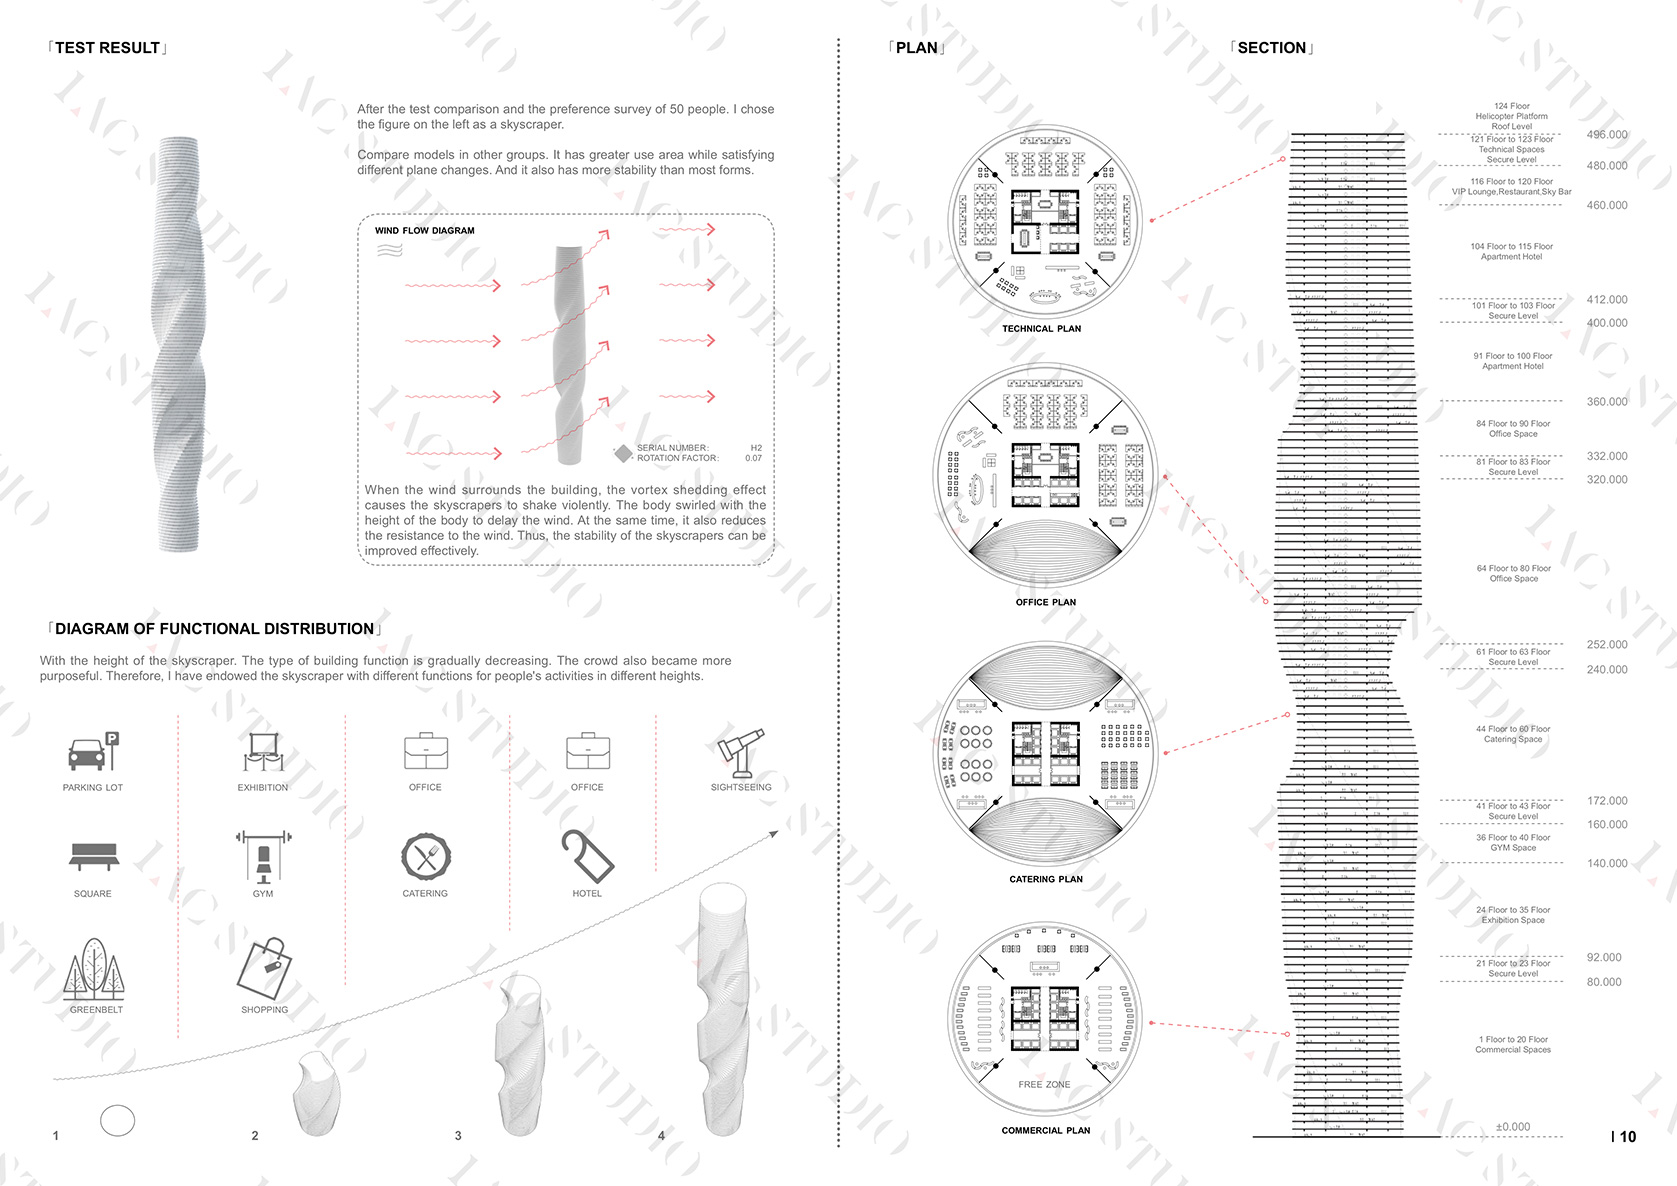 「TEST RESULT」
After the test comparison and the preference survey of 50 people. I chose
the figure on the left as a skyscraper.
Compare models in other groups. It has greater use area while satisfying
different plane changes. And it also has more stability than most forms.
WIND FLOW DIAGRAM
SERIAL NUMBER: H2
ROTATION FACTOR: 0.07
When the wind surrounds the building, the vortex shedding effect
causes the skyscrapers to shake violently. The body swirled with the
height of the body to delay the wind. At the same time, it also reduces
the resistance to the wind. Thus, the stability of the skyscrapers can be
improved effectively.
「DIAGRAM OF FUNCTIONAL DISTRIBUTION」
With the height of the skyscraper. The type of building function is gradually decreasing. The crowd also became more
purposeful. Therefore, I have endowed the skyscraper with different functions for people's activities in different heights.
P
PARKING LOT
EXHIBITION
OFFICE
OFFICE
SIGHTSEEING
SQUARE
GYM
CATERING
HOTEL
GREENBELT
SHOPPING
1
2
3
4
「PLAN」
TECHNICAL PLAN
OFFICE PLAN
CATERING PLAN
FREE ZONE
COMMERCIAL PLAN
「SECTION」
124 Floor
Helicopter Platform
Roof Level
496.000
121 Floor to 123 Floor
Technical Spaces
Secure Level
480.000
116 Floor to 120 Floor
VIP Lounge,Restaurant,Sky Bar
460.000
104 Floor to 115 Floor
Apartment Hotel
412.000
101 Floor to 103 Floor
Secure Level
400.000
91 Floor to 100 Floor
Apartment Hotel
360.000
84 Floor to 90 Floor
Office Space
332.000
81 Floor to 83 Floor
Secure Level
320.000
64 Floor to 80 Floor
Office Space
252.000
61 Floor to 63 Floor
Secure Level
240.000
44 Floor to 60 Floor
Catering Space
172.000
41 Floor to 43 Floor
Secure Level
160.000
36 Floor to 40 Floor
GYM Space
140.000
24 Floor to 35 Floor
Exhibition Space
92.000
21 Floor to 23 Floor
Secure Level
80.000
1 Floor to 20 Floor
Commercial Spaces
±0.000
I 10